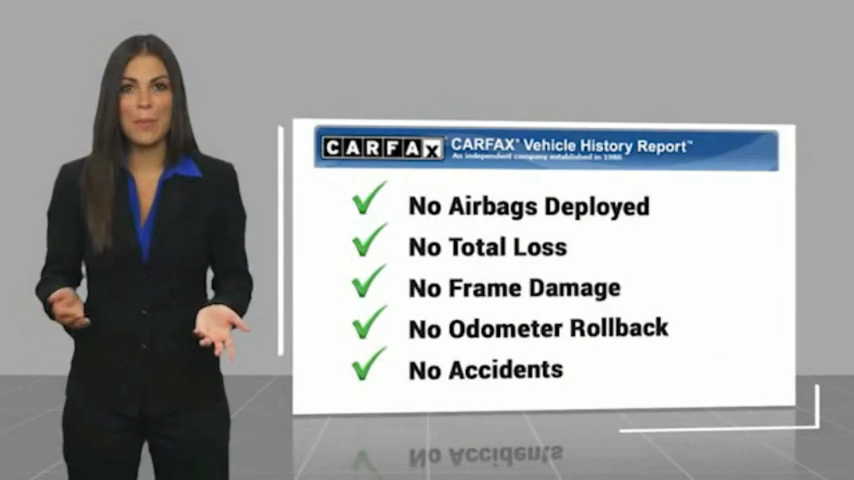 CARFAX CARFAX® Vehicle History Report™
An independent company established in 1986
No Airbags Deployed
No Total Loss
No Frame Damage
No Odometer Rollback
No Accidents
No Accidents